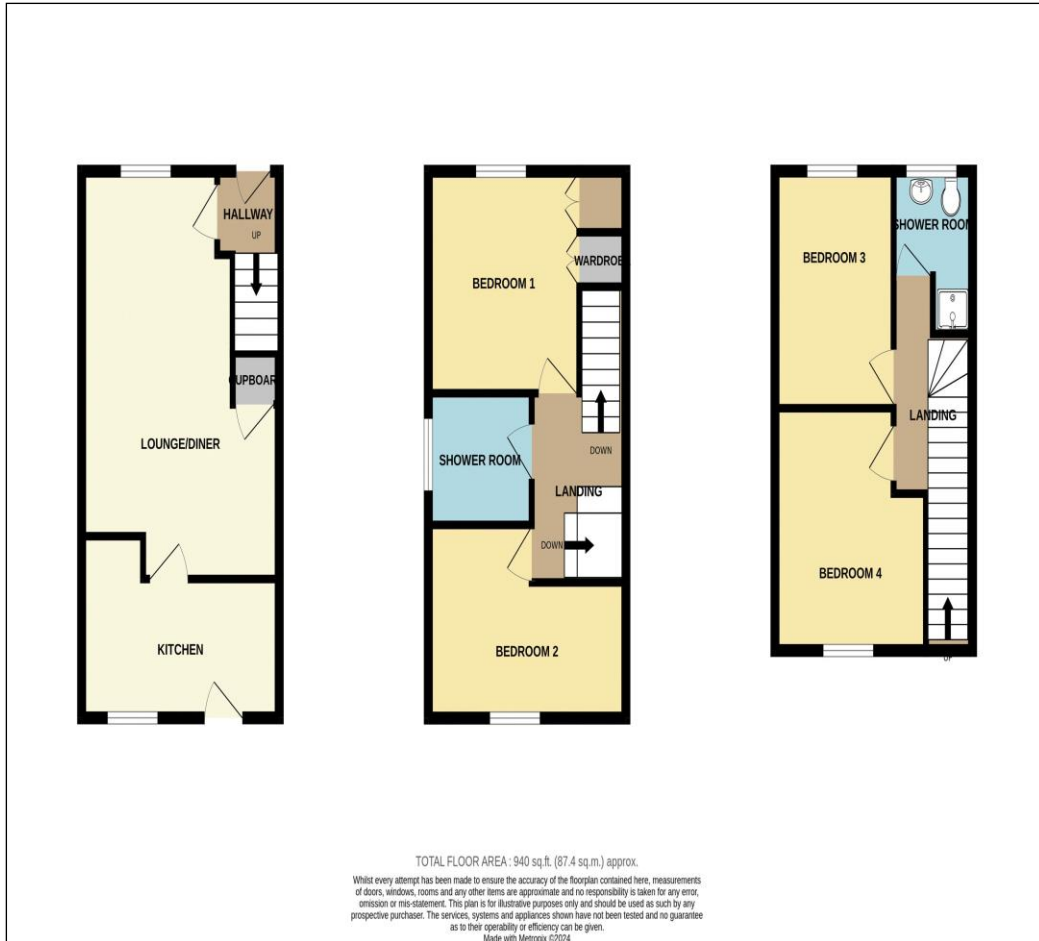 HALLWAY
UP
CUPBOAR
LOUNGE/DINER
KITCHEN
BEDROOM 1
WARDROBE
DOWN
SHOWER ROOM
LANDING
DOWN
BEDROOM 2
SHOWER ROOM
BEDROOM 3
LANDING
BEDROOM 4
UP
TOTAL FLOOR AREA : 940 sq.ft. (87.4 sq.m.) approx.
Whilst every attempt has been made to ensure the accuracy of the floorplan contained here, measurements
of doors, windows, rooms and any other items are approximate and no responsibility is taken for any error,
omission or mis-statement. This plan is for illustrative purposes only and should be used as such by any
prospective purchaser. The services, systems and appliances shown have not been tested and no guarantee
as to their operability or efficiency can be given.
Made with Metropix ©2024